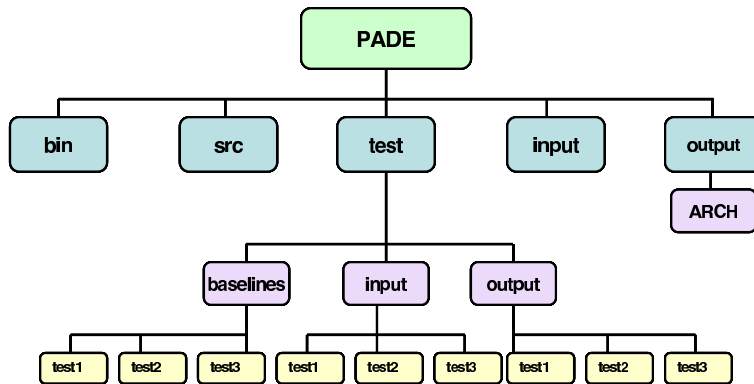 PADE
bin src test input output
ARCH
baselines input output
test1 test2 test3 test1 test2 test3 test1 test2 test3